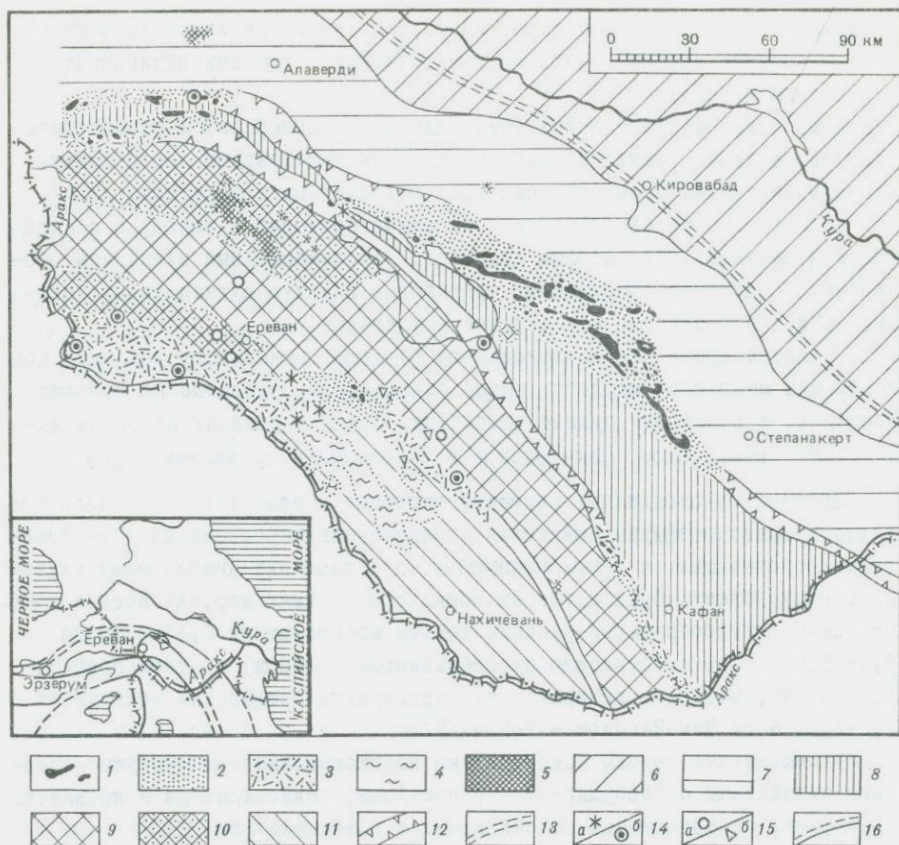 0 30 60 90 км
Алаверди
Аракс
Кировабад
Кура
Ереван
Степанакерт
Нахичевань
Кафан
Аракс
ЧЕРНОЕ МОРЕ
Ереван
Эрзерум
Аракс
Кура
КАСПИЙСКОЕ МОРЕ
1 2 3 4 5 6 7 8
9 10 11 12 13 а б 14 а б 15 16